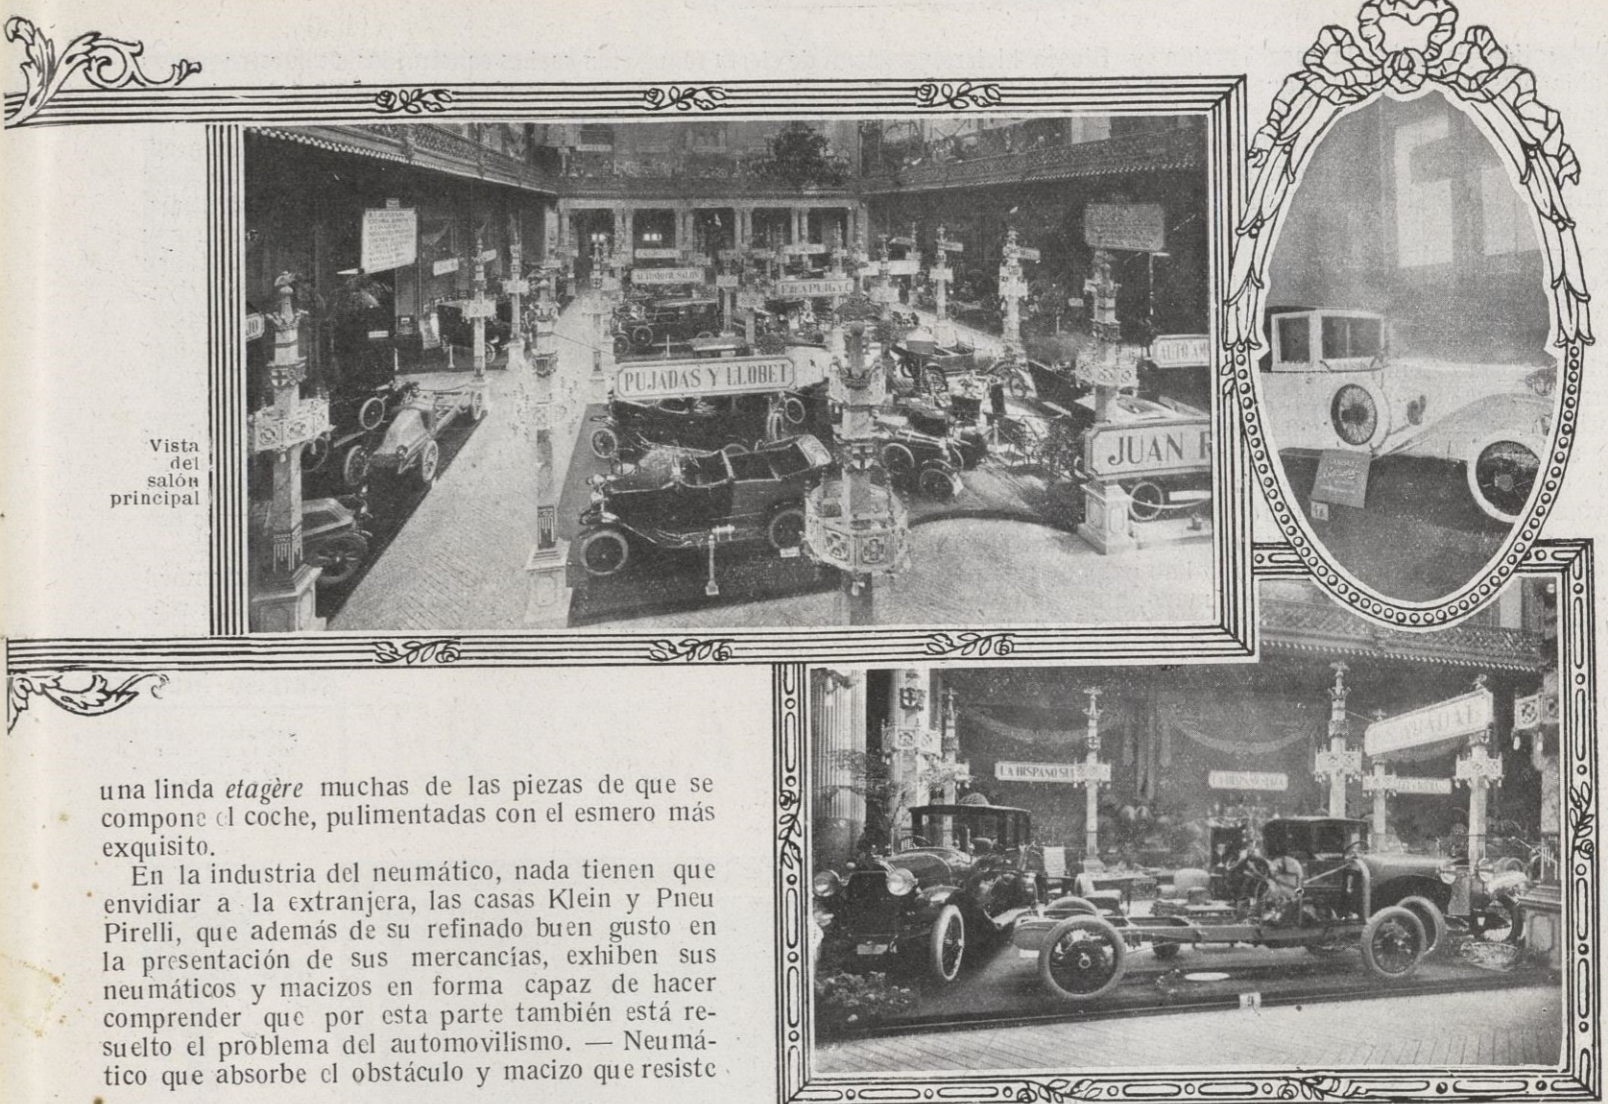 Vista
del
salón
principal
PUJADAS Y LLOBET
JUAN R
AUTO AM
LA HISPANO SUI
una linda etagère muchas de las piezas de que se
compone el coche, pulimentadas con el esmero más
exquisito.
En la industria del neumático, nada tienen que
envidiar a la extranjera, las casas Klein y Pneu
Pirelli, que además de su refinado buen gusto en
la presentación de sus mercancías, exhiben sus
neumáticos y macizos en forma capaz de hacer
comprender que por esta parte también está re-
suelto el problema del automovilismo. — Neumá-
tico que absorbe el obstáculo y macizo que resiste